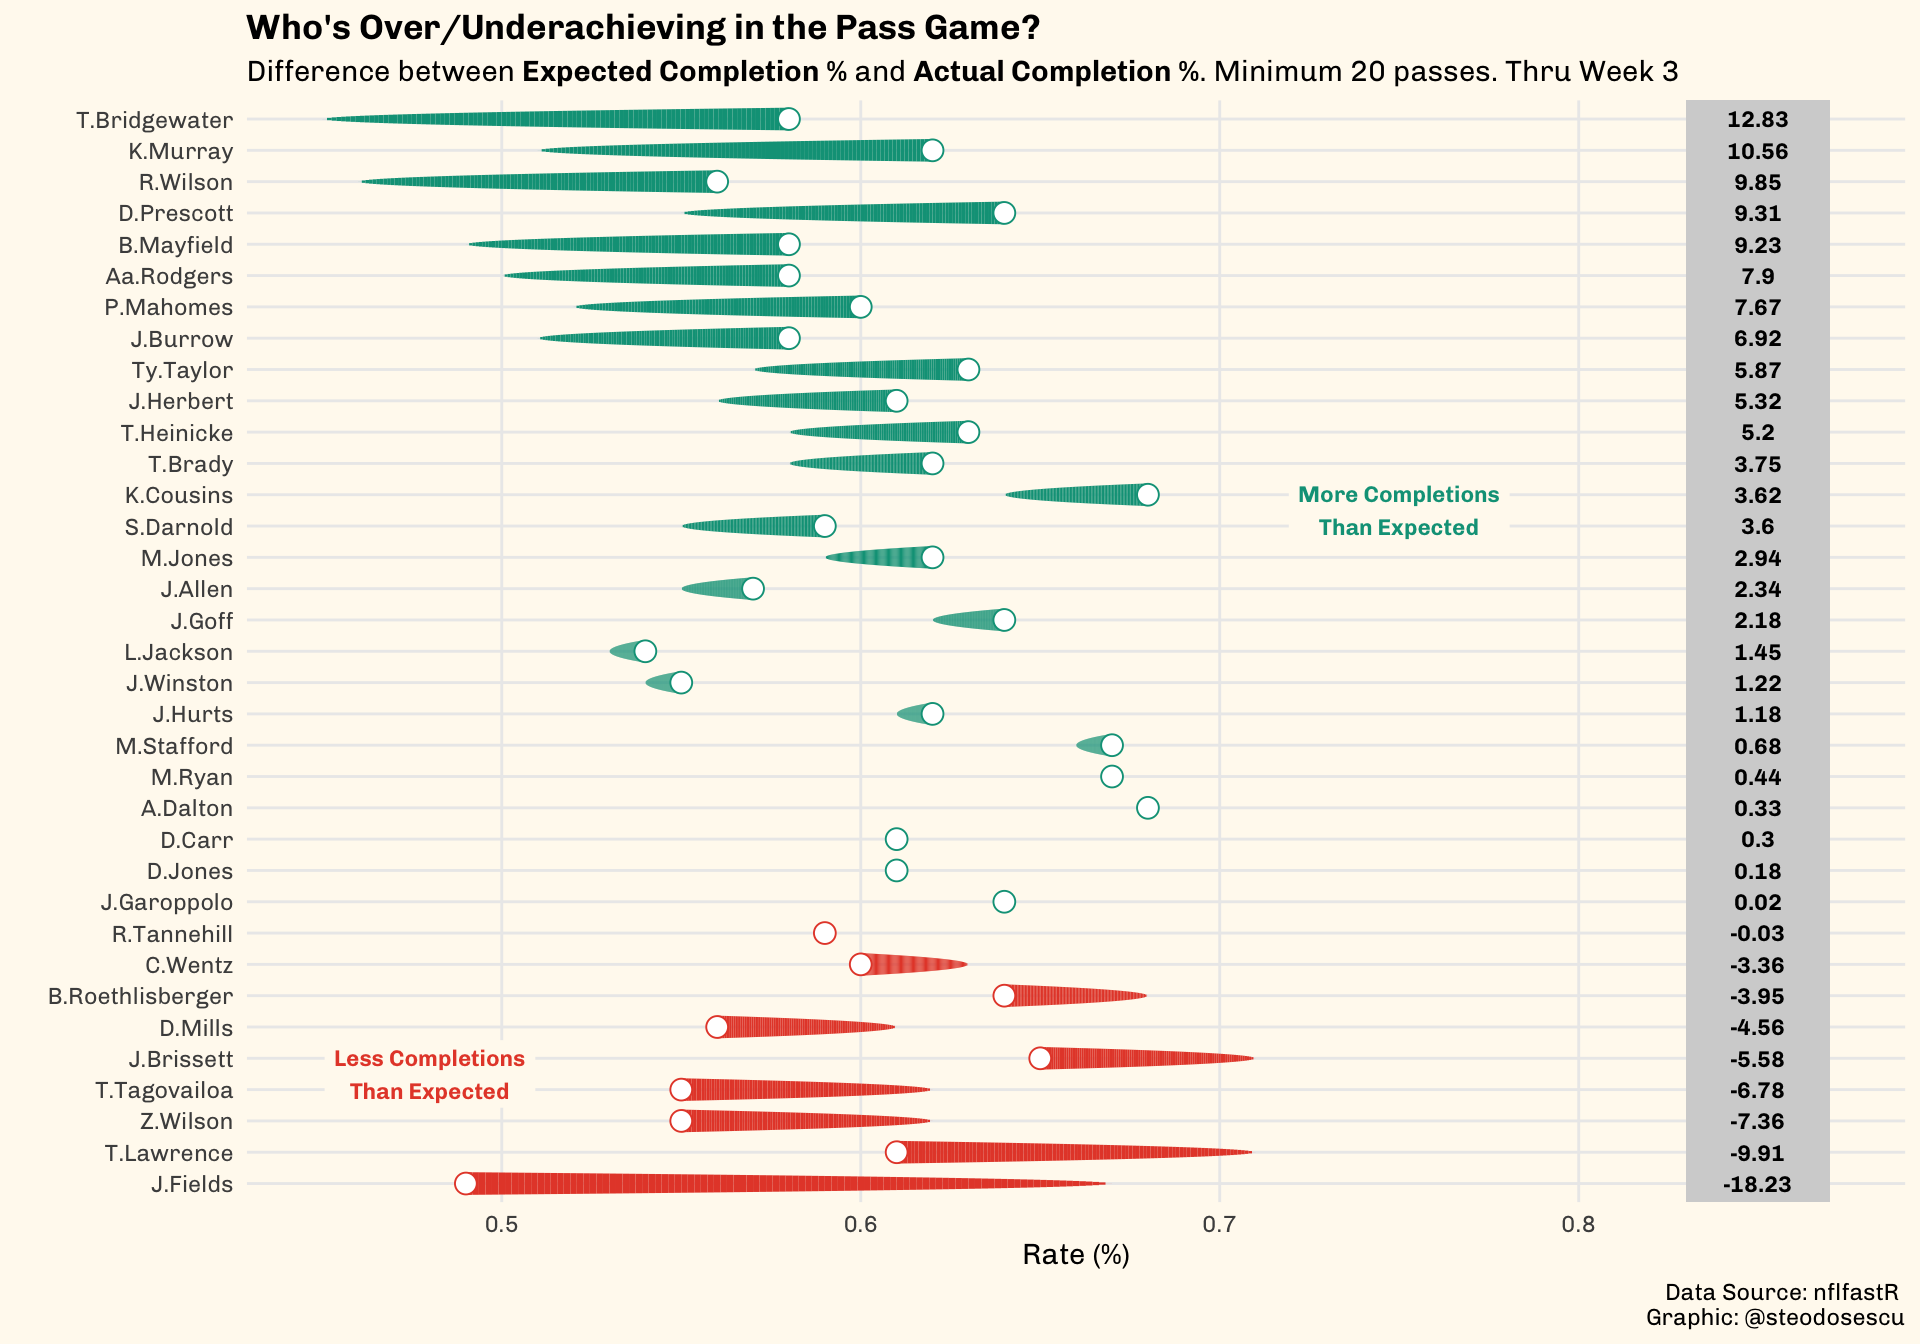 Who's Over/Underachieving in the Pass Game?
Difference between Expected Completion % and Actual Completion %. Minimum 20 passes. Thru Week 3
T.Bridgewater 12.83
K.Murray 10.56
R.Wilson 9.85
D.Prescott 9.31
B.Mayfield 9.23
Aa.Rodgers 7.9
P.Mahomes 7.67
J.Burrow 6.92
Ty.Taylor 5.87
J.Herbert 5.32
T.Heinicke 5.2
T.Brady 3.75
K.Cousins More Completions 3.62
S.Darnold Than Expected 3.6
M.Jones 2.94
J.Allen 2.34
J.Goff 2.18
L.Jackson 1.45
J.Winston 1.22
J.Hurts 1.18
M.Stafford 0.68
M.Ryan 0.44
A.Dalton 0.33
D.Carr 0.3
D.Jones 0.18
J.Garoppolo 0.02
R.Tannehill -0.03
C.Wentz -3.36
B.Roethlisberger -3.95
D.Mills -4.56
J.Brissett Less Completions -5.58
T.Tagovailoa Than Expected -6.78
Z.Wilson -7.36
T.Lawrence -9.91
J.Fields -18.23
0.5 0.6 0.7 0.8
Rate (%)
Data Source: nflfastR
Graphic: @steodosescu